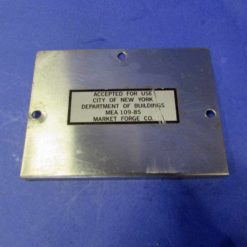 ACCEPTED FOR USE
CITY OF NEW YORK
DEPARTMENT OF BUILDINGS
MEA 109-85
MARKET FORGE CO.